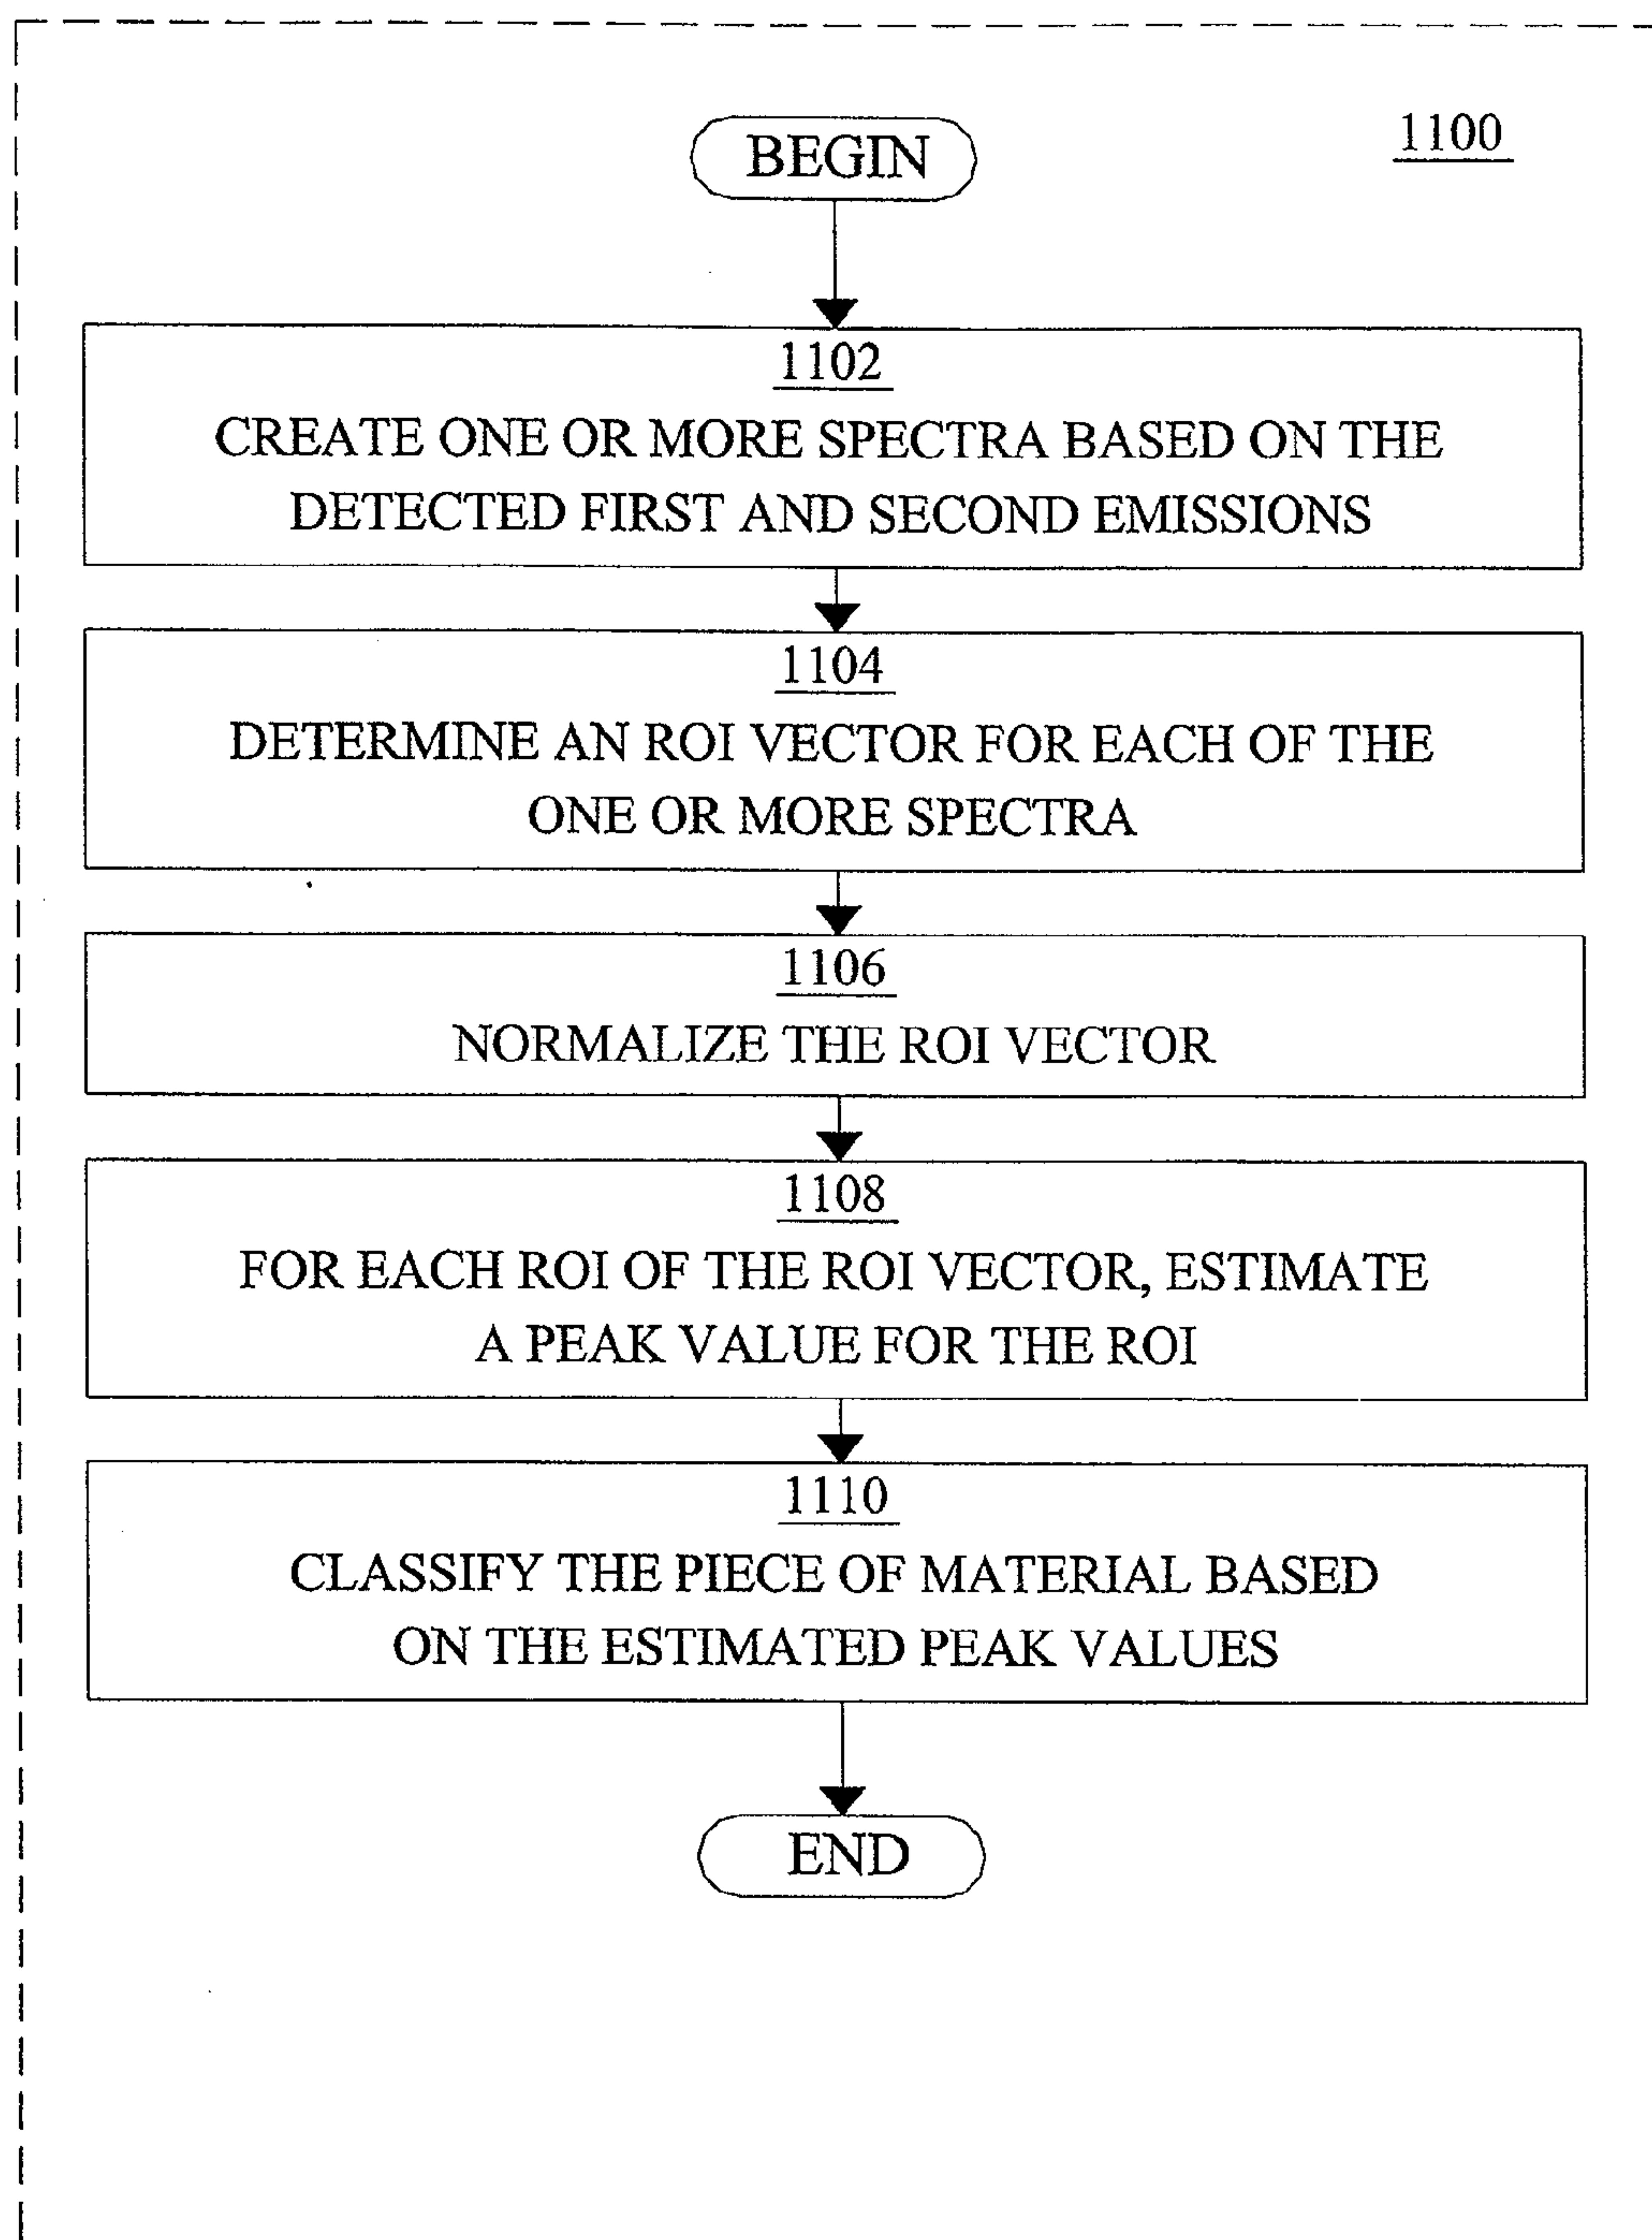 1100
BEGIN
1102
CREATE ONE OR MORE SPECTRA BASED ON THE
DETECTED FIRST AND SECOND EMISSIONS
1104
DETERMINE AN ROI VECTOR FOR EACH OF THE
ONE OR MORE SPECTRA
1106
NORMALIZE THE ROI VECTOR
1108
FOR EACH ROI OF THE ROI VECTOR, ESTIMATE
A PEAK VALUE FOR THE ROI
1110
CLASSIFY THE PIECE OF MATERIAL BASED
ON THE ESTIMATED PEAK VALUES
END